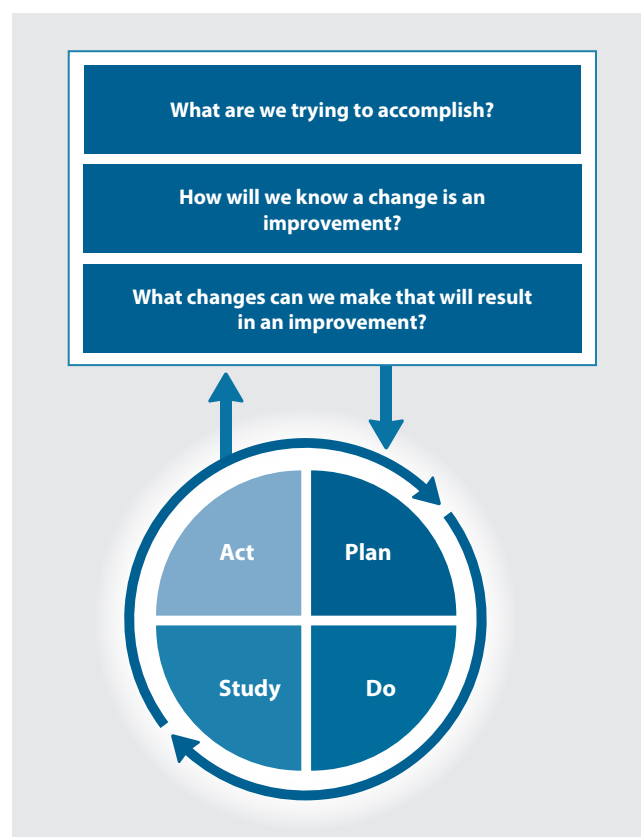 What are we trying to accomplish?
How will we know a change is an
improvement?
What changes can we make that will result
in an improvement?
Act
Plan
Study
Do